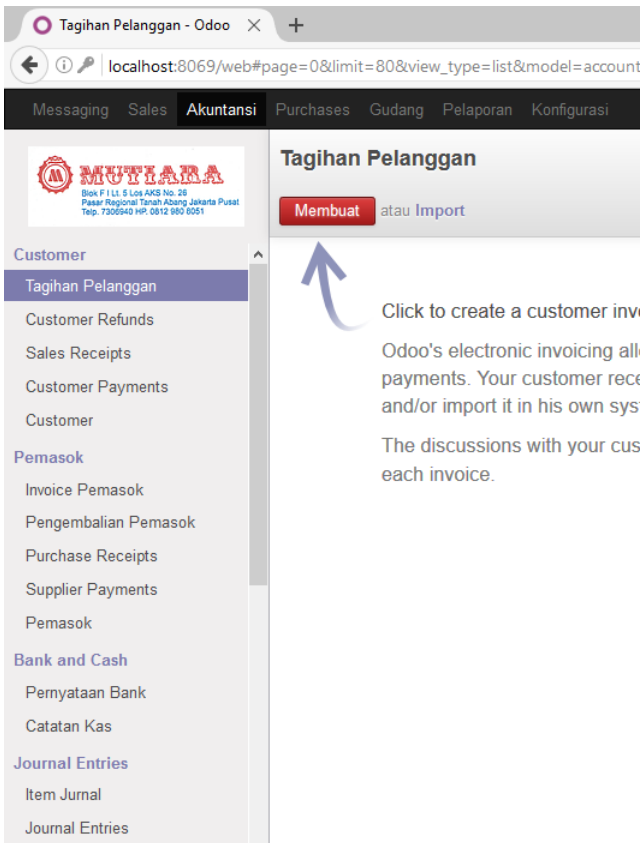 Tagihan Pelanggan - Odoo
localhost:8069/web#page=0&limit=80&view_type=list&model=account
Messaging Sales Akuntansi Purchases Gudang Pelaporan Konfigurasi
MUTIARA
Blok F I Lt. 5 Los AKS No. 26
Pasar Regional Tanah Abang Jakarta Pusat
Telp. 7306940 HP. 0812 980 8051
Tagihan Pelanggan
Membuat atau Import
Customer
Tagihan Pelanggan
Customer Refunds
Sales Receipts
Customer Payments
Customer
Pemasok
Invoice Pemasok
Pengembalian Pemasok
Purchase Receipts
Supplier Payments
Pemasok
Bank and Cash
Pernyataan Bank
Catatan Kas
Journal Entries
Item Jurnal
Journal Entries
Click to create a customer inv
Odoo's electronic invoicing all
payments. Your customer rece
and/or import it in his own sys
The discussions with your cus
each invoice.